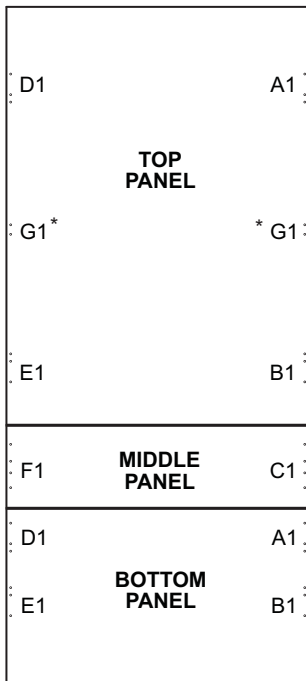 D1 A1
TOP
PANEL
G1* * G1
E1 B1
F1 MIDDLE C1
PANEL
D1 A1
BOTTOM
E1 PANEL B1